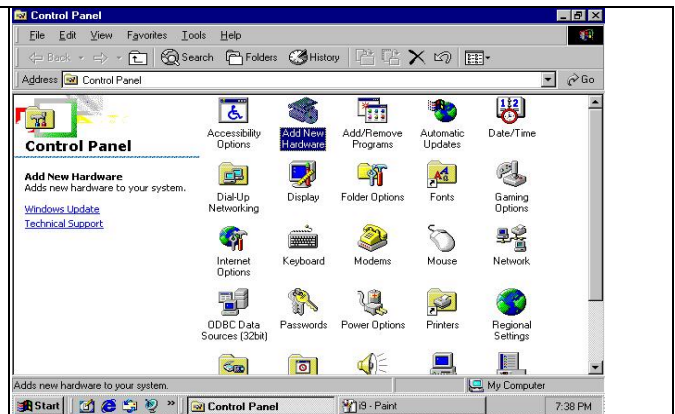 Control Panel
File Edit View Favorites Tools Help
Back Search Folders History
Address Control Panel Go
Control Panel
Add New Hardware
Adds new hardware to your system.
Windows Update
Technical Support
Accessibility Options
Add New Hardware
Add/Remove Programs
Automatic Updates
Date/Time
Dial-Up Networking
Display
Folder Options
Fonts
Gaming Options
Internet Options
Keyboard
Modems
Mouse
Network
ODBC Data Sources (32bit)
Passwords
Power Options
Printers
Regional Settings
Adds new hardware to your system. My Computer
Start » Control Panel i9 - Paint 7:38 PM